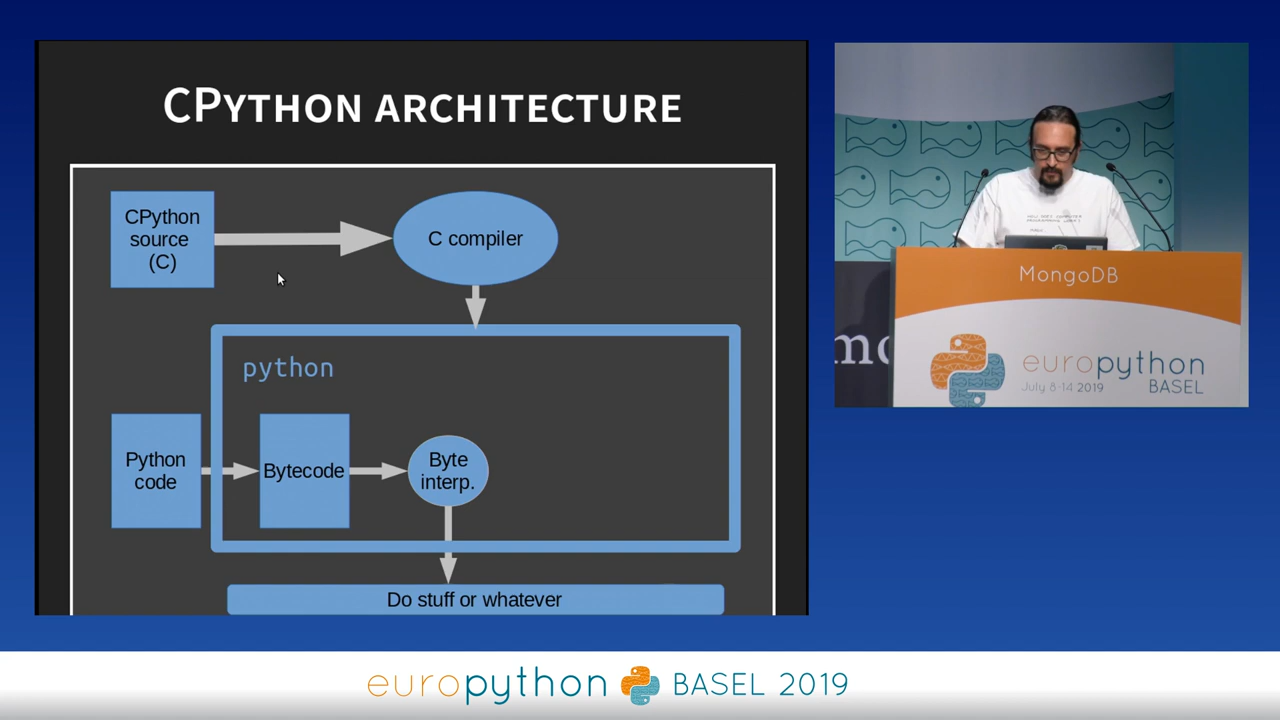 CPYTHON ARCHITECTURE
CPython
source
(C)
C compiler
python
Python
code
Bytecode
Byte
interp.
Do stuff or whatever
MongoDB
europython
July 8-14 2019
BASEL
europython BASEL 2019